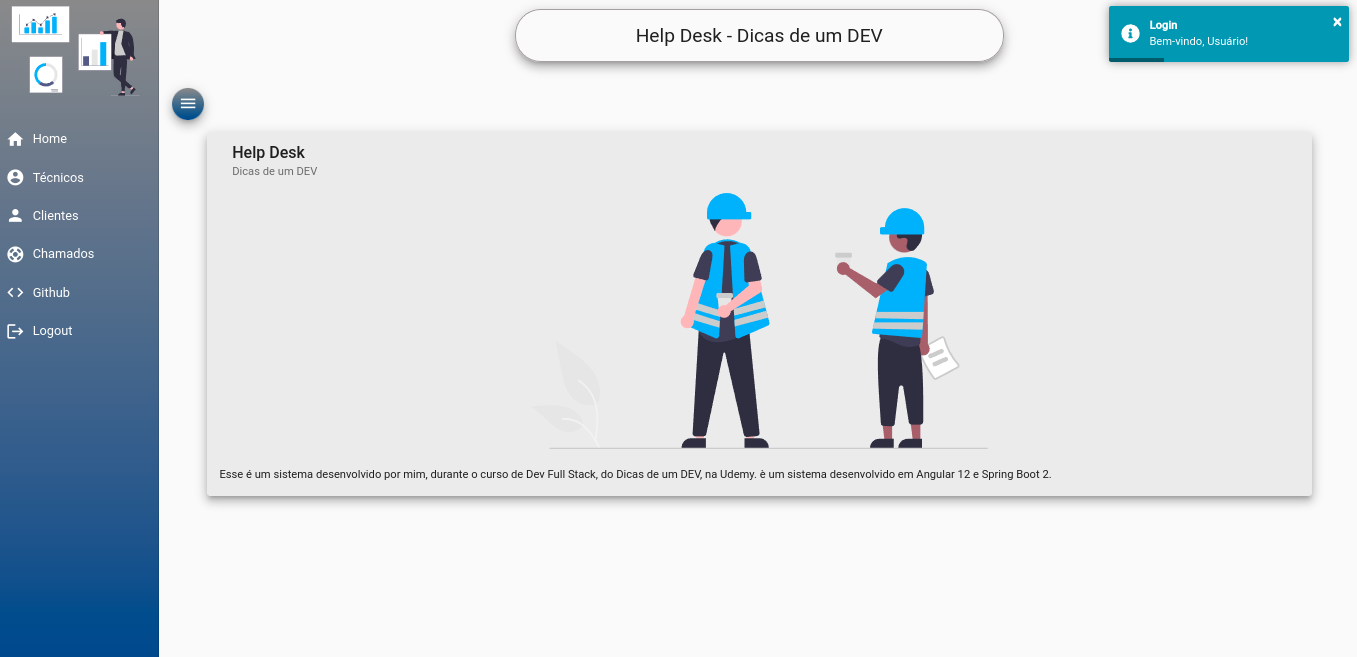 Help Desk - Dicas de um DEV
Login
Bem-vindo, Usuário!
×
Home
Técnicos
Clientes
Chamados
Github
Logout
Help Desk
Dicas de um DEV
Esse é um sistema desenvolvido por mim, durante o curso de Dev Full Stack, do Dicas de um DEV, na Udemy. è um sistema desenvolvido em Angular 12 e Spring Boot 2.